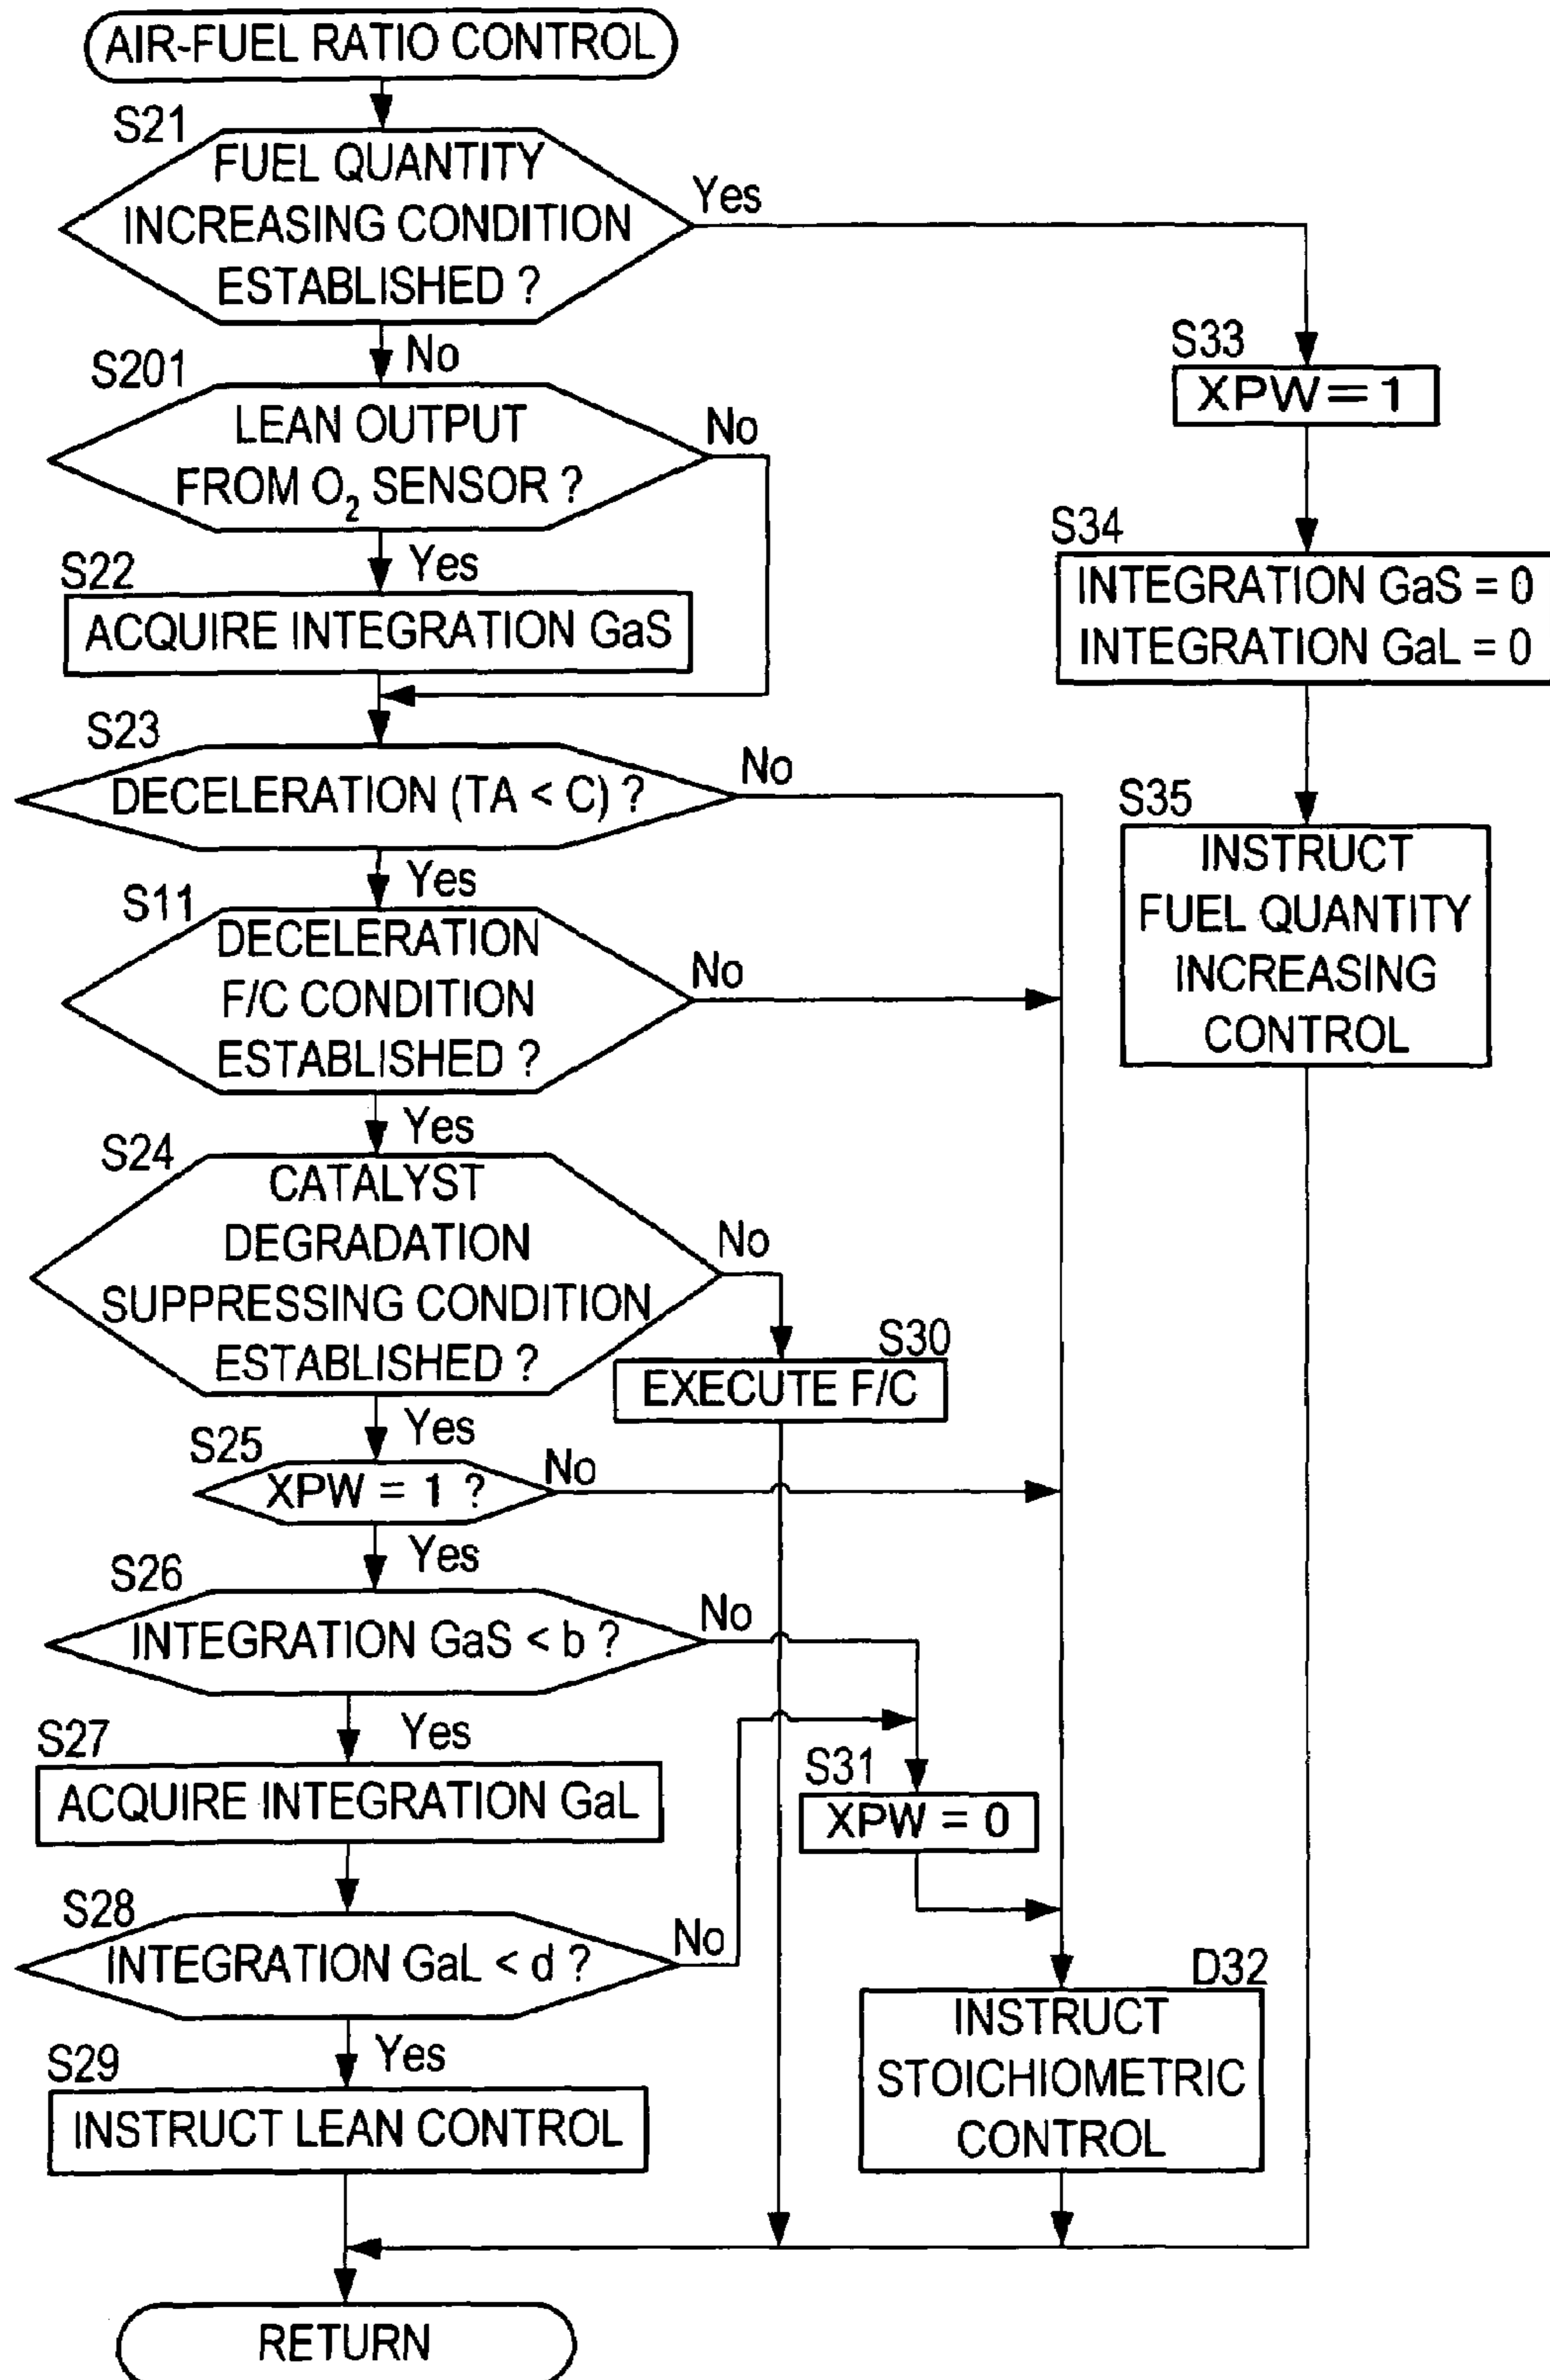 AIR-FUEL RATIO CONTROL
S21
FUEL QUANTITY
INCREASING CONDITION
ESTABLISHED ?
Yes
No
S201
LEAN OUTPUT
FROM O₂ SENSOR ?
No
Yes
S22
ACQUIRE INTEGRATION GaS
S23
DECELERATION (TA < C) ?
No
Yes
S11
DECELERATION
F/C CONDITION
ESTABLISHED ?
No
Yes
S24
CATALYST
DEGRADATION
SUPPRESSING CONDITION
ESTABLISHED ?
No
Yes
S30
EXECUTE F/C
S25
XPW = 1 ?
No
Yes
S26
INTEGRATION GaS < b ?
No
Yes
S27
ACQUIRE INTEGRATION GaL
S28
INTEGRATION GaL < d ?
No
Yes
S29
INSTRUCT LEAN CONTROL
S31
XPW = 0
D32
INSTRUCT
STOICHIOMETRIC
CONTROL
S33
XPW = 1
S34
INTEGRATION GaS = 0
INTEGRATION GaL = 0
S35
INSTRUCT
FUEL QUANTITY
INCREASING
CONTROL
RETURN